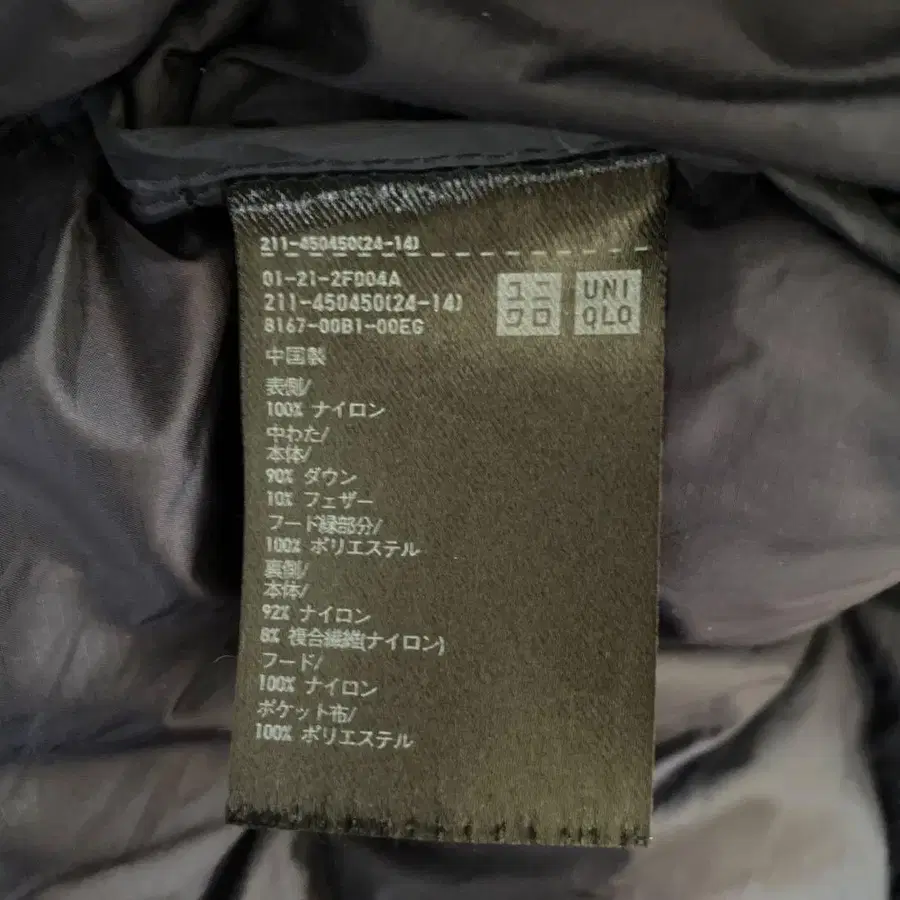 211-450450(24-14)
01-21-2F004A
211-450450(24-14)
8167-00B1-00EG
ユニ
クロ
UNI
QLO
中国製
表側/
100% ナイロン
中わた/
本体/
90% ダウン
10% フェザー
フード縁部分/
100% ポリエステル
裏側/
本体/
92% ナイロン
8% 複合繊維(ナイロン)
フード/
100% ナイロン
ポケット布/
100% ポリエステル